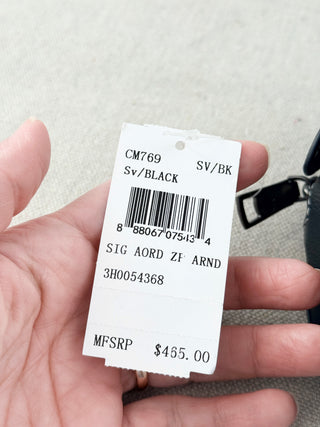 CM769 SV/BK
Sv/BLACK
8 88067 07543 4
SIG AORD ZF ARND
3H0054368
MFSRP $465.00